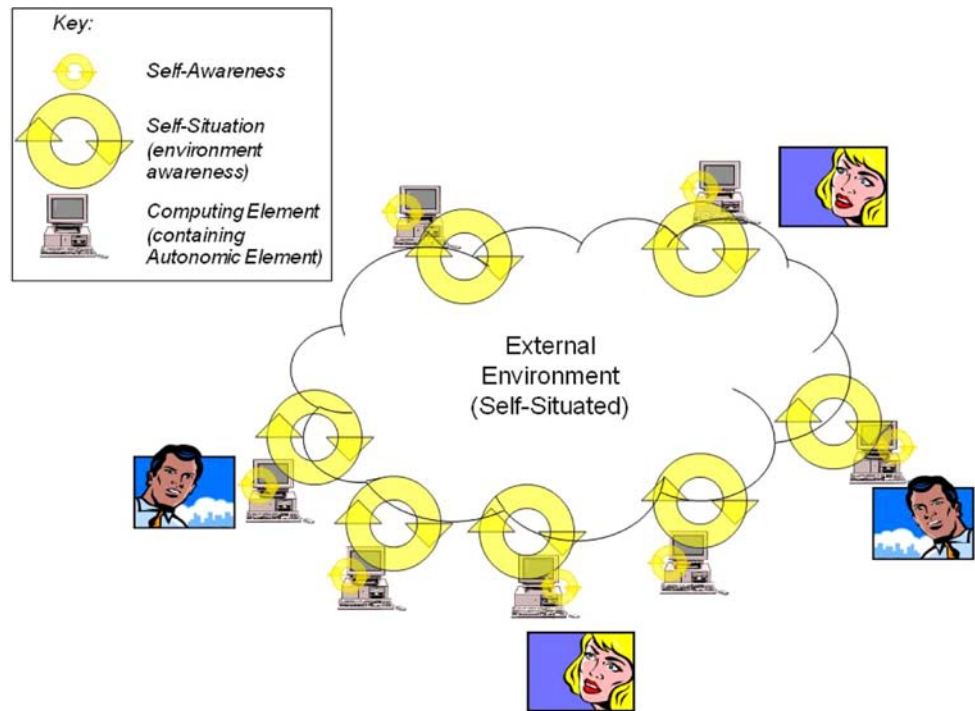 Key:
Self-Awareness
Self-Situation
(environment
awareness)
Computing Element
(containing
Autonomic Element)
External
Environment
(Self-Situated)